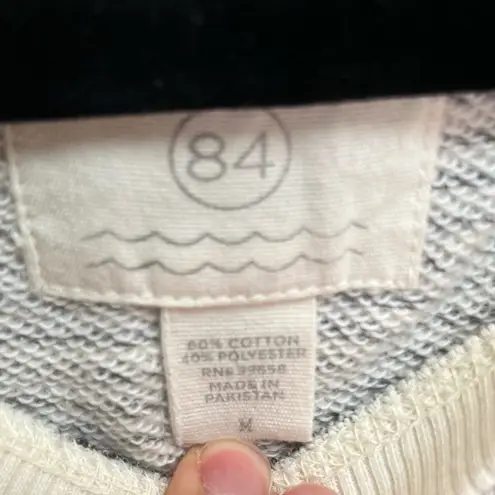 84
60% COTTON
40% POLYESTER
RN# 39658
MADE IN
PAKISTAN
M